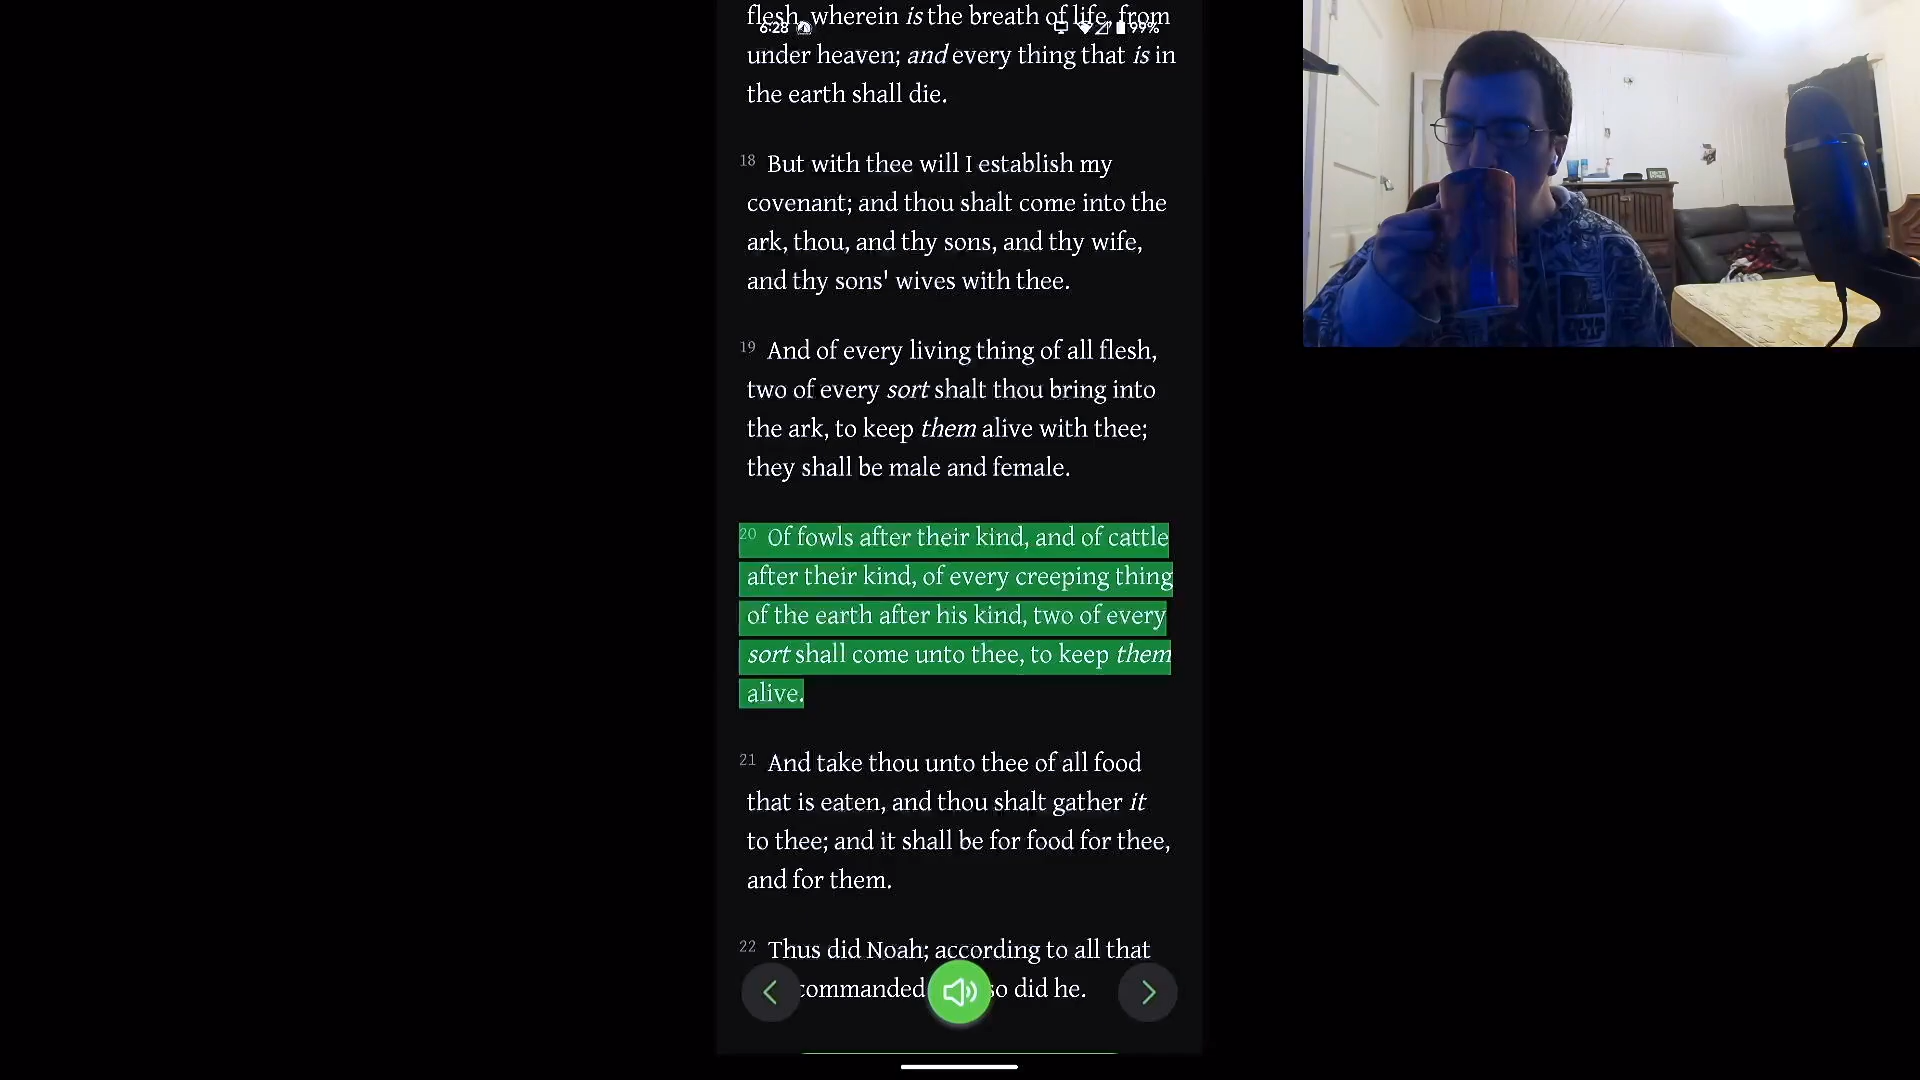 flesh, wherein is the breath of life, from
6:28 99%
under heaven; and every thing that is in
the earth shall die.
18 But with thee will I establish my
covenant; and thou shalt come into the
ark, thou, and thy sons, and thy wife,
and thy sons' wives with thee.
19 And of every living thing of all flesh,
two of every sort shalt thou bring into
the ark, to keep them alive with thee;
they shall be male and female.
20 Of fowls after their kind, and of cattle
after their kind, of every creeping thing
of the earth after his kind, two of every
sort shall come unto thee, to keep them
alive.
21 And take thou unto thee of all food
that is eaten, and thou shalt gather it
to thee; and it shall be for food for thee,
and for them.
22 Thus did Noah; according to all that
commanded so did he.